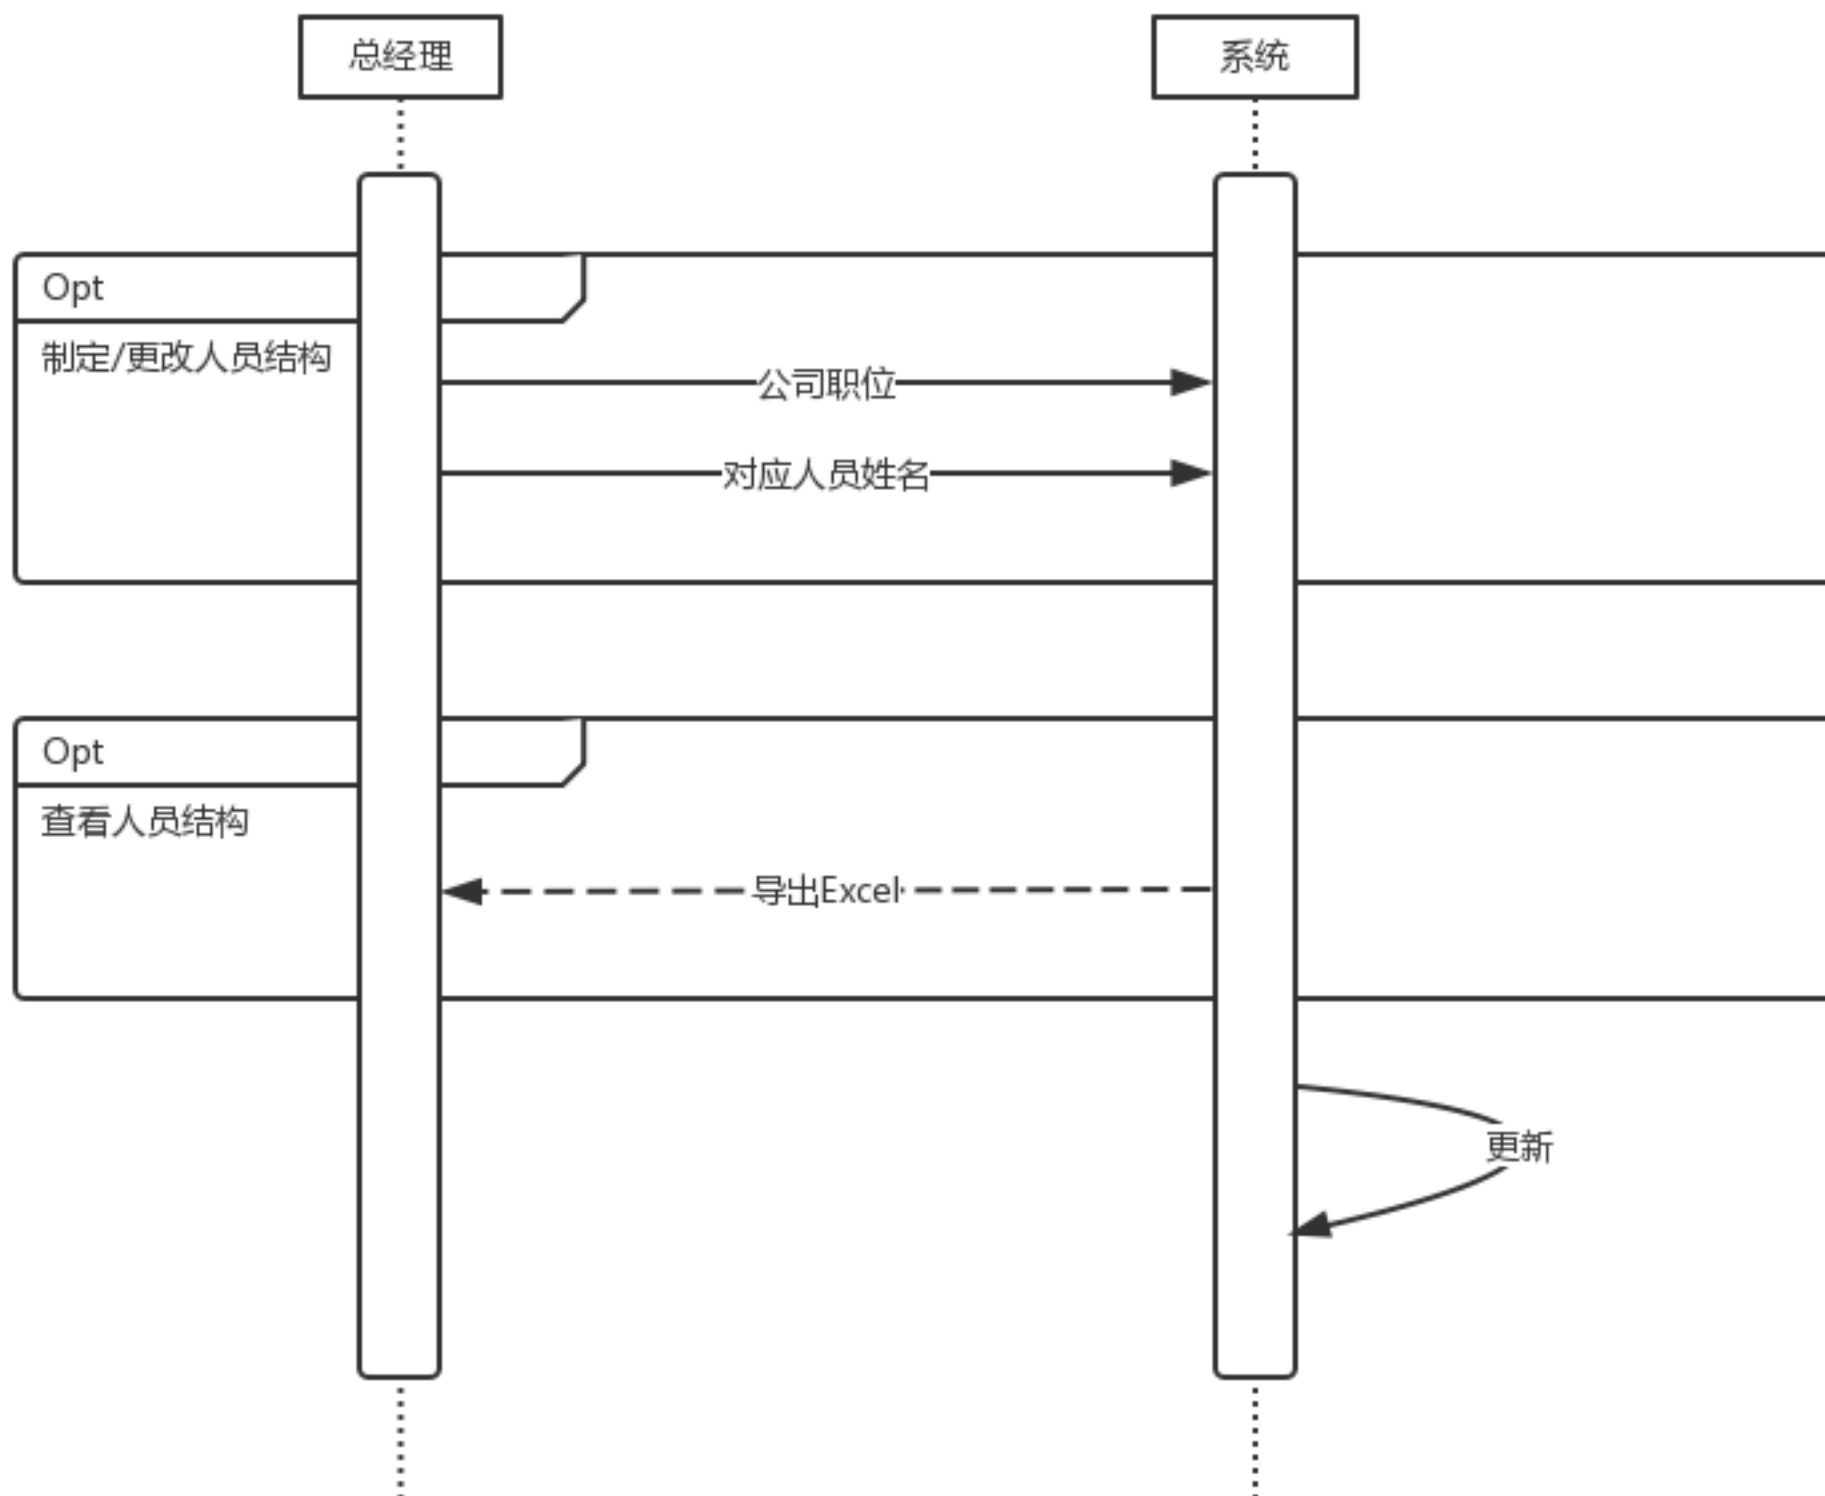 总经理
系统
Opt
制定/更改人员结构
公司职位
对应人员姓名
Opt
查看人员结构
导出Excel
更新